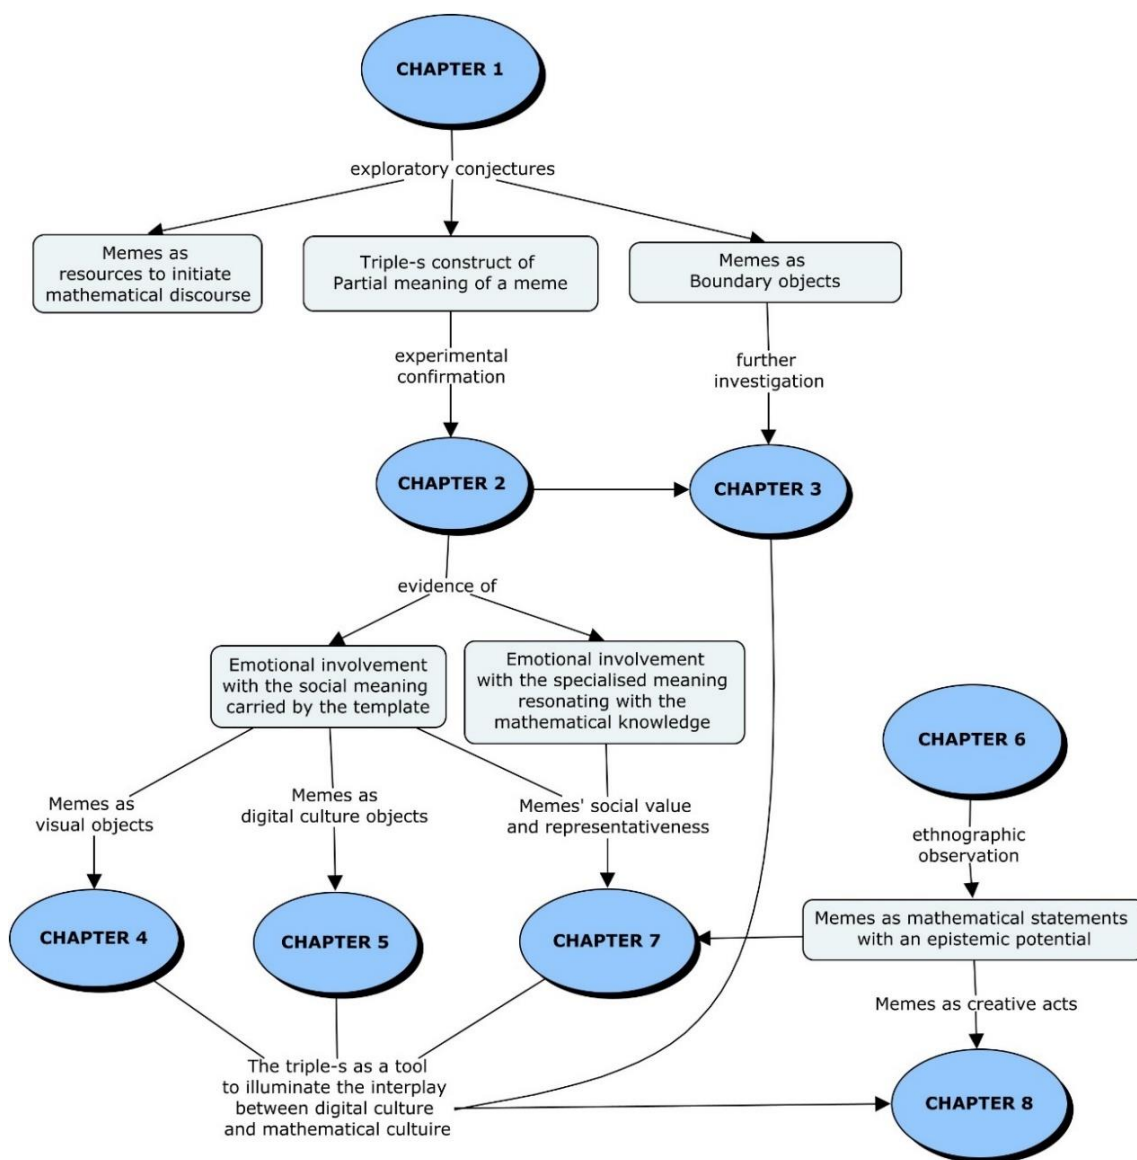 CHAPTER 1
exploratory conjectures
Memes as
resources to initiate
mathematical discourse
Triple-s construct of
Partial meaning of a meme
Memes as
Boundary objects
experimental
confirmation
further
investigation
CHAPTER 2
CHAPTER 3
evidence of
Emotional involvement
with the social meaning
carried by the template
Emotional involvement
with the specialised meaning
resonating with the
mathematical knowledge
CHAPTER 6
Memes as
visual objects
Memes as
digital culture objects
Memes' social value
and representativeness
ethnographic
observation
CHAPTER 4
CHAPTER 5
CHAPTER 7
Memes as mathematical statements
with an epistemic potential
Memes as creative acts
The triple-s as a tool
to illuminate the interplay
between digital culture
and mathematical cultuire
CHAPTER 8